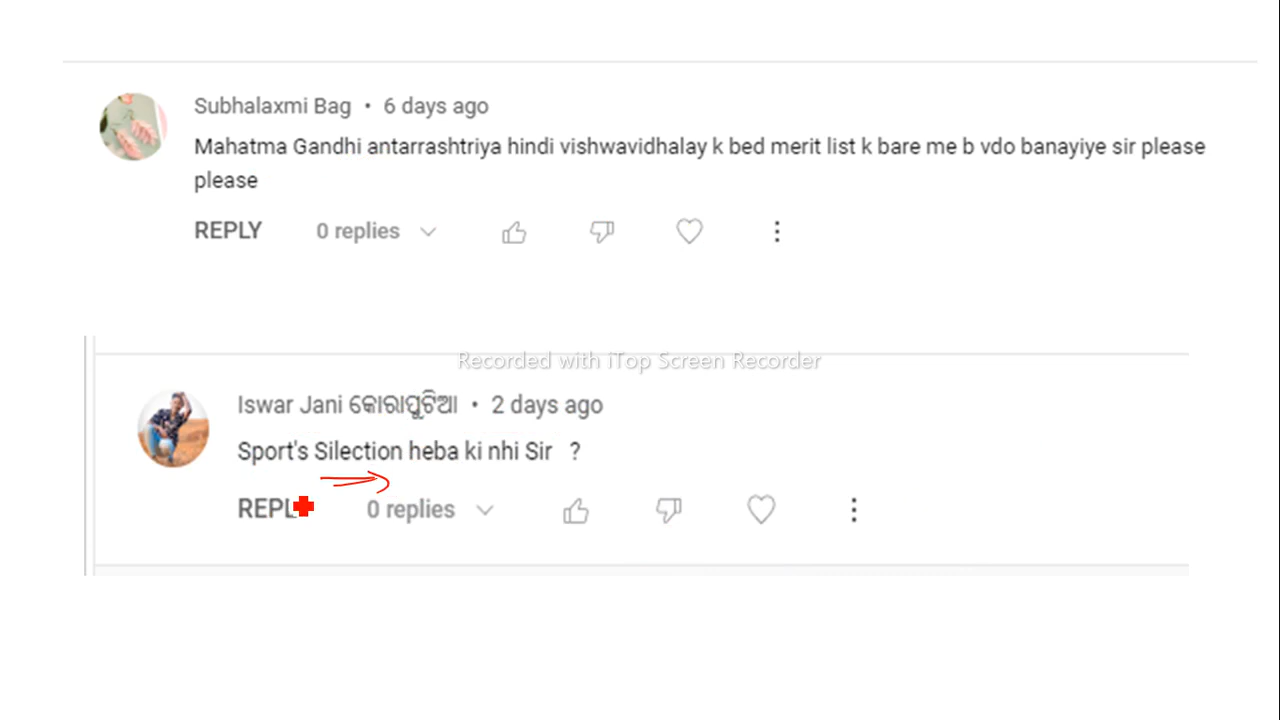 Subhalaxmi Bag • 6 days ago
Mahatma Gandhi antarrashtriya hindi vishwavidhalay k bed merit list k bare me b vdo banayiye sir please
please
REPLY 0 replies
Recorded with iTop Screen Recorder
Iswar Jani କୋରାପୁଟିଆ • 2 days ago
Sport's Silection heba ki nhi Sir ?
REPL 0 replies